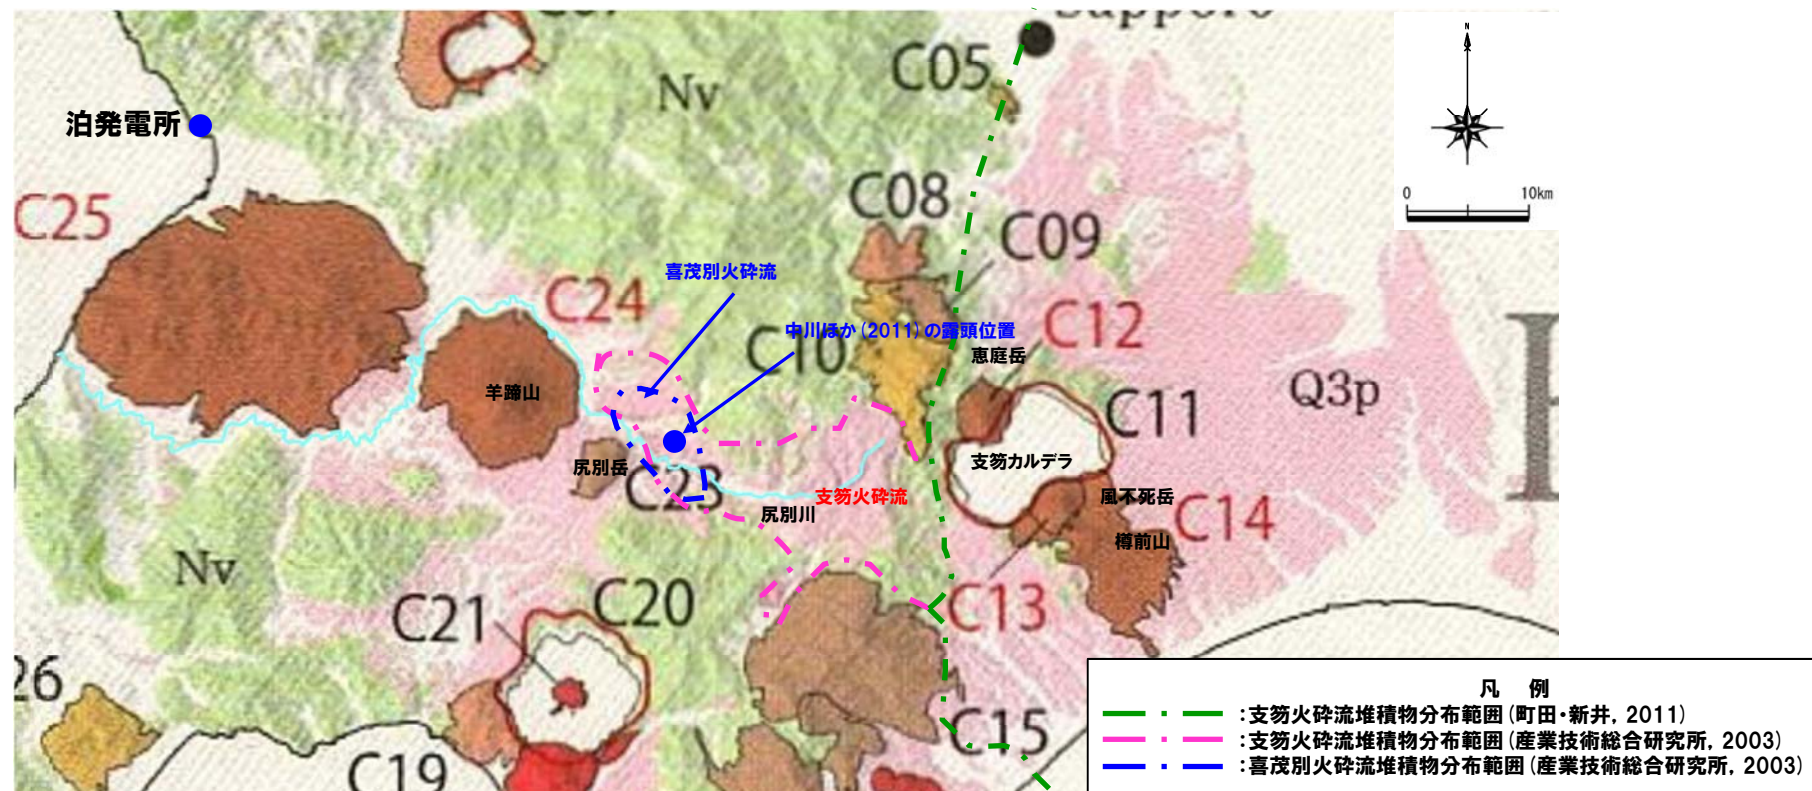 Sapporo
C07
C05
Nv
N
泊発電所
0 10km
C08
C25
C09
喜茂別火砕流
C24
C12
中川ほか(2011)の露頭位置
C10
恵庭岳
羊蹄山
Q3p
C11
支笏カルデラ
尻別岳
C23
支笏火砕流
風不死岳
尻別川
C14
樽前山
Nv
C21
C20
C13
26
C15
C19
凡 例
:支笏火砕流堆積物分布範囲(町田・新井, 2011)
:支笏火砕流堆積物分布範囲(産業技術総合研究所, 2003)
:喜茂別火砕流堆積物分布範囲(産業技術総合研究所, 2003)